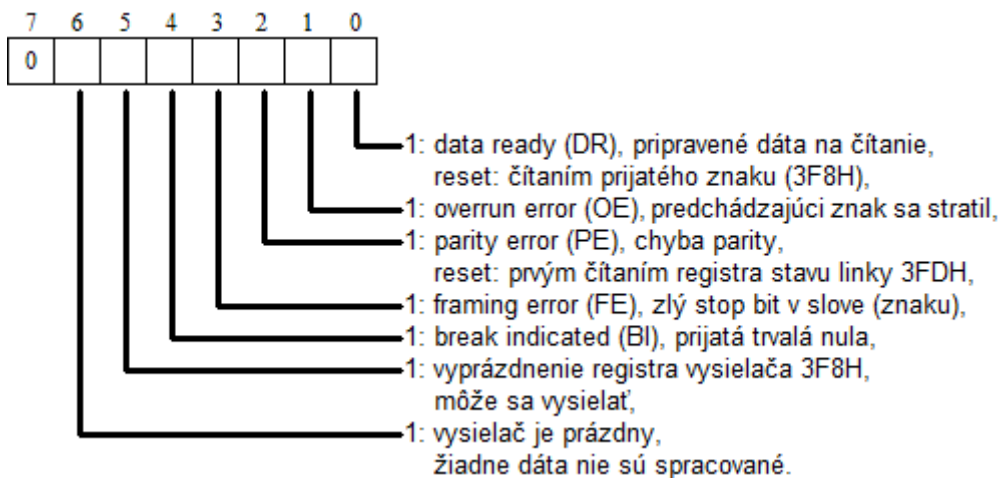 7 6 5 4 3 2 1 0
0
1: data ready (DR), pripravené dáta na čítanie,
reset: čítaním prijatého znaku (3F8H),
1: overrun error (OE), predchádzajúci znak sa stratil,
1: parity error (PE), chyba parity,
reset: prvým čítaním registra stavu linky 3FDH,
1: framing error (FE), zlý stop bit v slove (znaku),
1: break indicated (BI), prijatá trvalá nula,
1: vyprázdnenie registra vysielača 3F8H,
môže sa vysielať,
1: vysielač je prázdny,
žiadne dáta nie sú spracované.